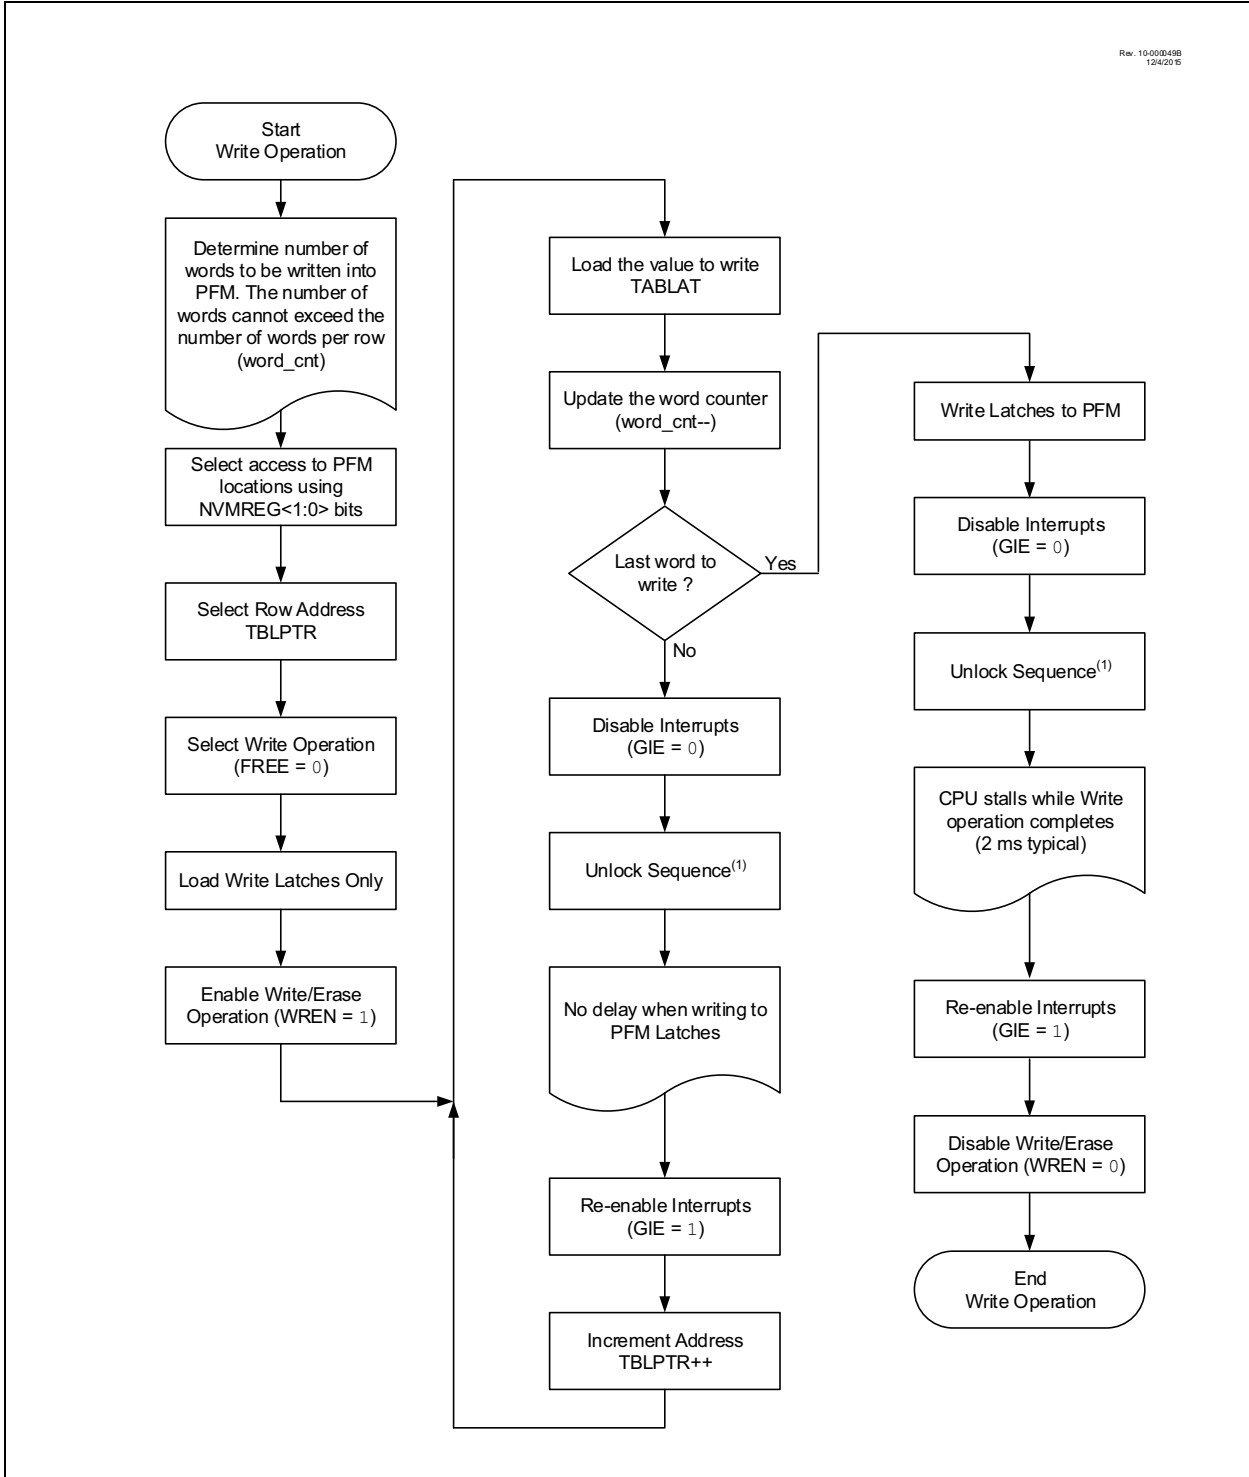 Rev. 10-000049B
12/4/2015
Start
Write Operation
Determine number of
words to be written into
PFM. The number of
words cannot exceed the
number of words per row
(word_cnt)
Select access to PFM
locations using
NVMREG<1:0> bits
Select Row Address
TBLPTR
Select Write Operation
(FREE = 0)
Load Write Latches Only
Enable Write/Erase
Operation (WREN = 1)
Load the value to write
TABLAT
Update the word counter
(word_cnt--)
Last word to
write ?
Yes
No
Disable Interrupts
(GIE = 0)
Unlock Sequence(1)
No delay when writing to
PFM Latches
Re-enable Interrupts
(GIE = 1)
Increment Address
TBLPTR++
Write Latches to PFM
Disable Interrupts
(GIE = 0)
Unlock Sequence(1)
CPU stalls while Write
operation completes
(2 ms typical)
Re-enable Interrupts
(GIE = 1)
Disable Write/Erase
Operation (WREN = 0)
End
Write Operation